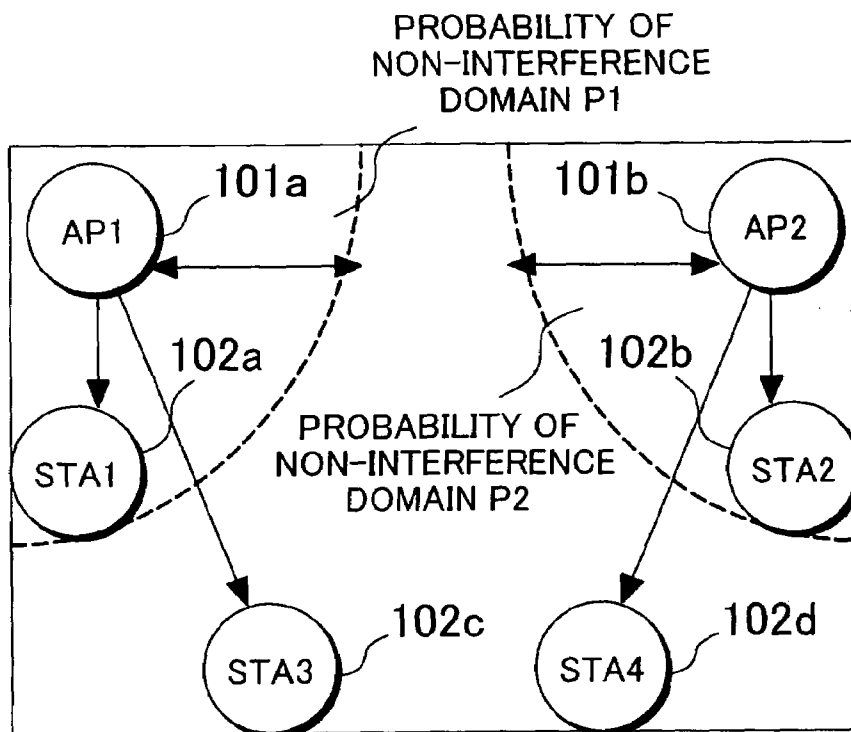 PROBABILITY OF
NON-INTERFERENCE
DOMAIN P1
101a
101b
AP1
AP2
102a
102b
STA1
STA2
PROBABILITY OF
NON-INTERFERENCE
DOMAIN P2
102c
102d
STA3
STA4